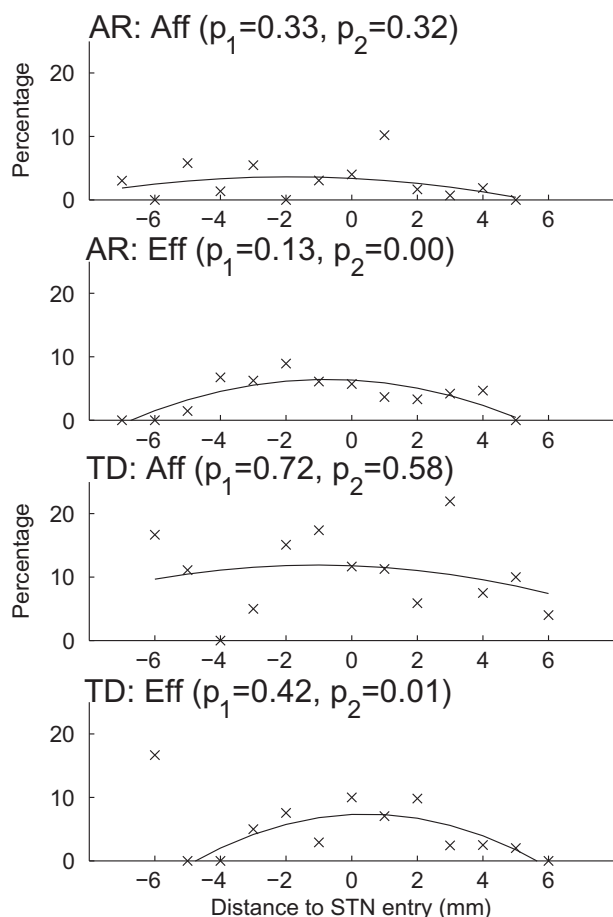 AR: Aff (p1=0.33, p2=0.32)
Percentage
20
10
0
−6 −4 −2 0 2 4 6
AR: Eff (p1=0.13, p2=0.00)
20
10
0
−6 −4 −2 0 2 4 6
TD: Aff (p1=0.72, p2=0.58)
Percentage
20
10
0
−6 −4 −2 0 2 4 6
TD: Eff (p1=0.42, p2=0.01)
20
10
0
−6 −4 −2 0 2 4 6
Distance to STN entry (mm)